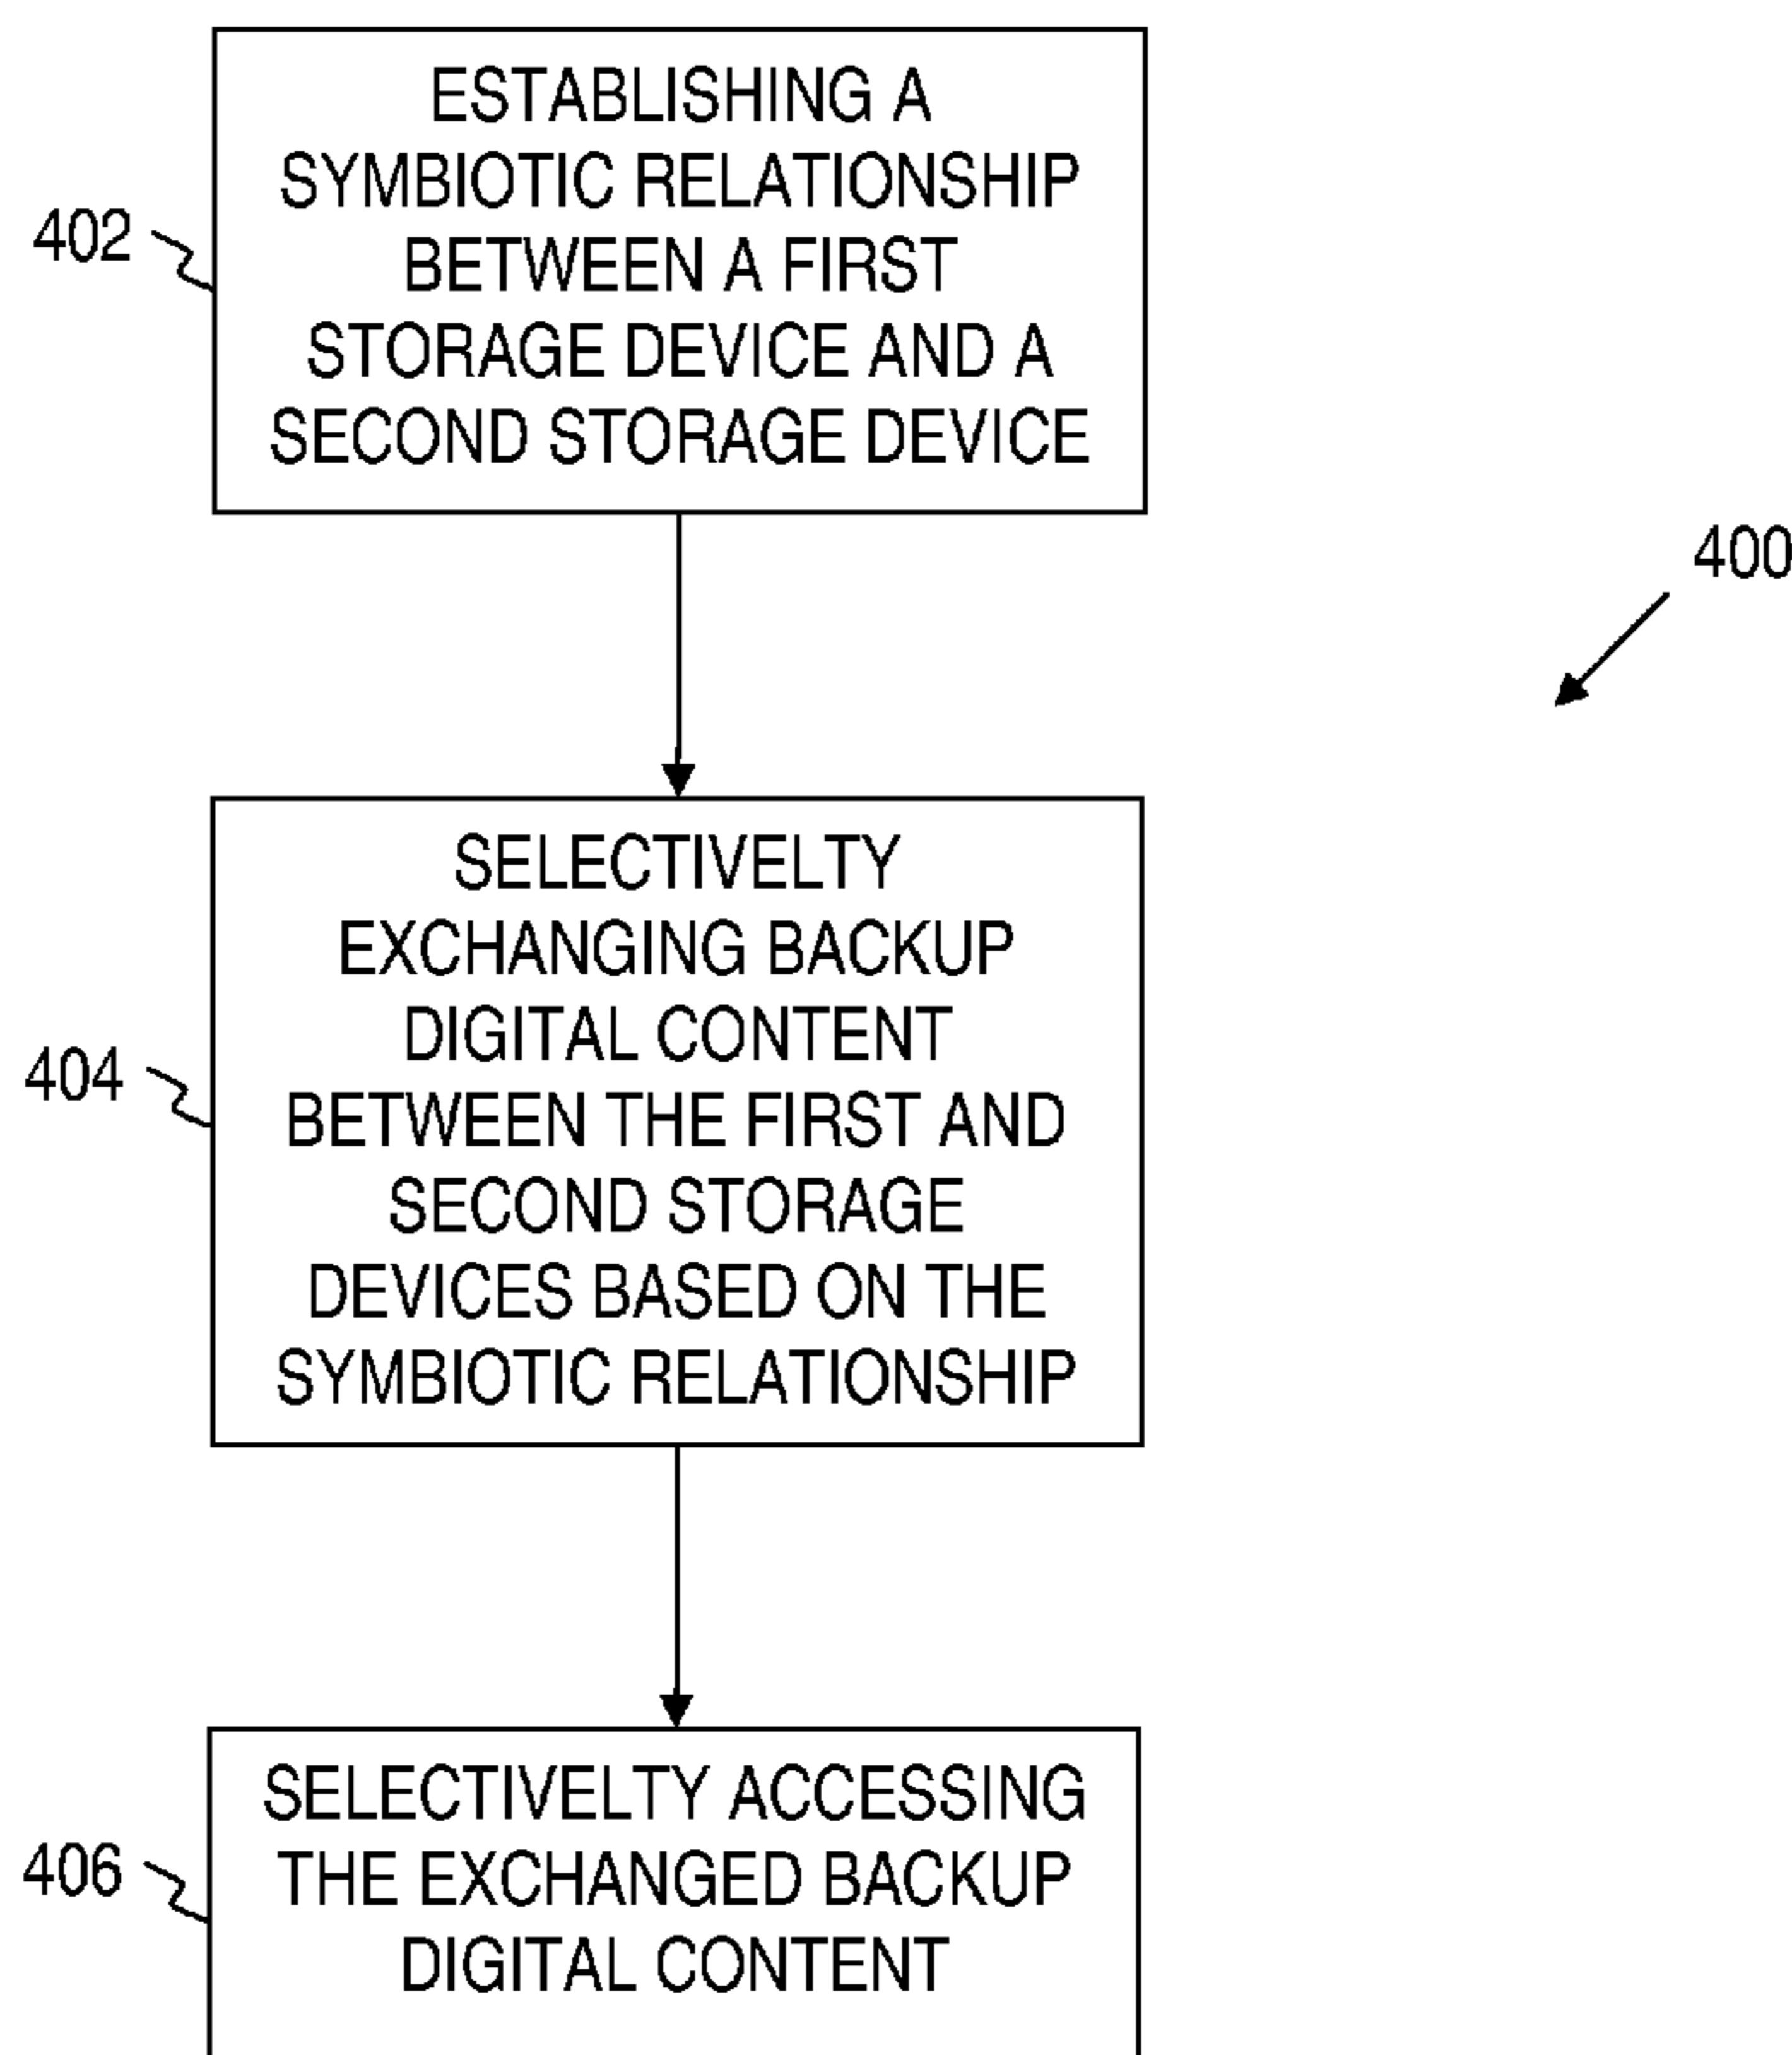 402
ESTABLISHING A
SYMBIOTIC RELATIONSHIP
BETWEEN A FIRST
STORAGE DEVICE AND A
SECOND STORAGE DEVICE
400
404
SELECTIVELTY
EXCHANGING BACKUP
DIGITAL CONTENT
BETWEEN THE FIRST AND
SECOND STORAGE
DEVICES BASED ON THE
SYMBIOTIC RELATIONSHIP
406
SELECTIVELTY ACCESSING
THE EXCHANGED BACKUP
DIGITAL CONTENT